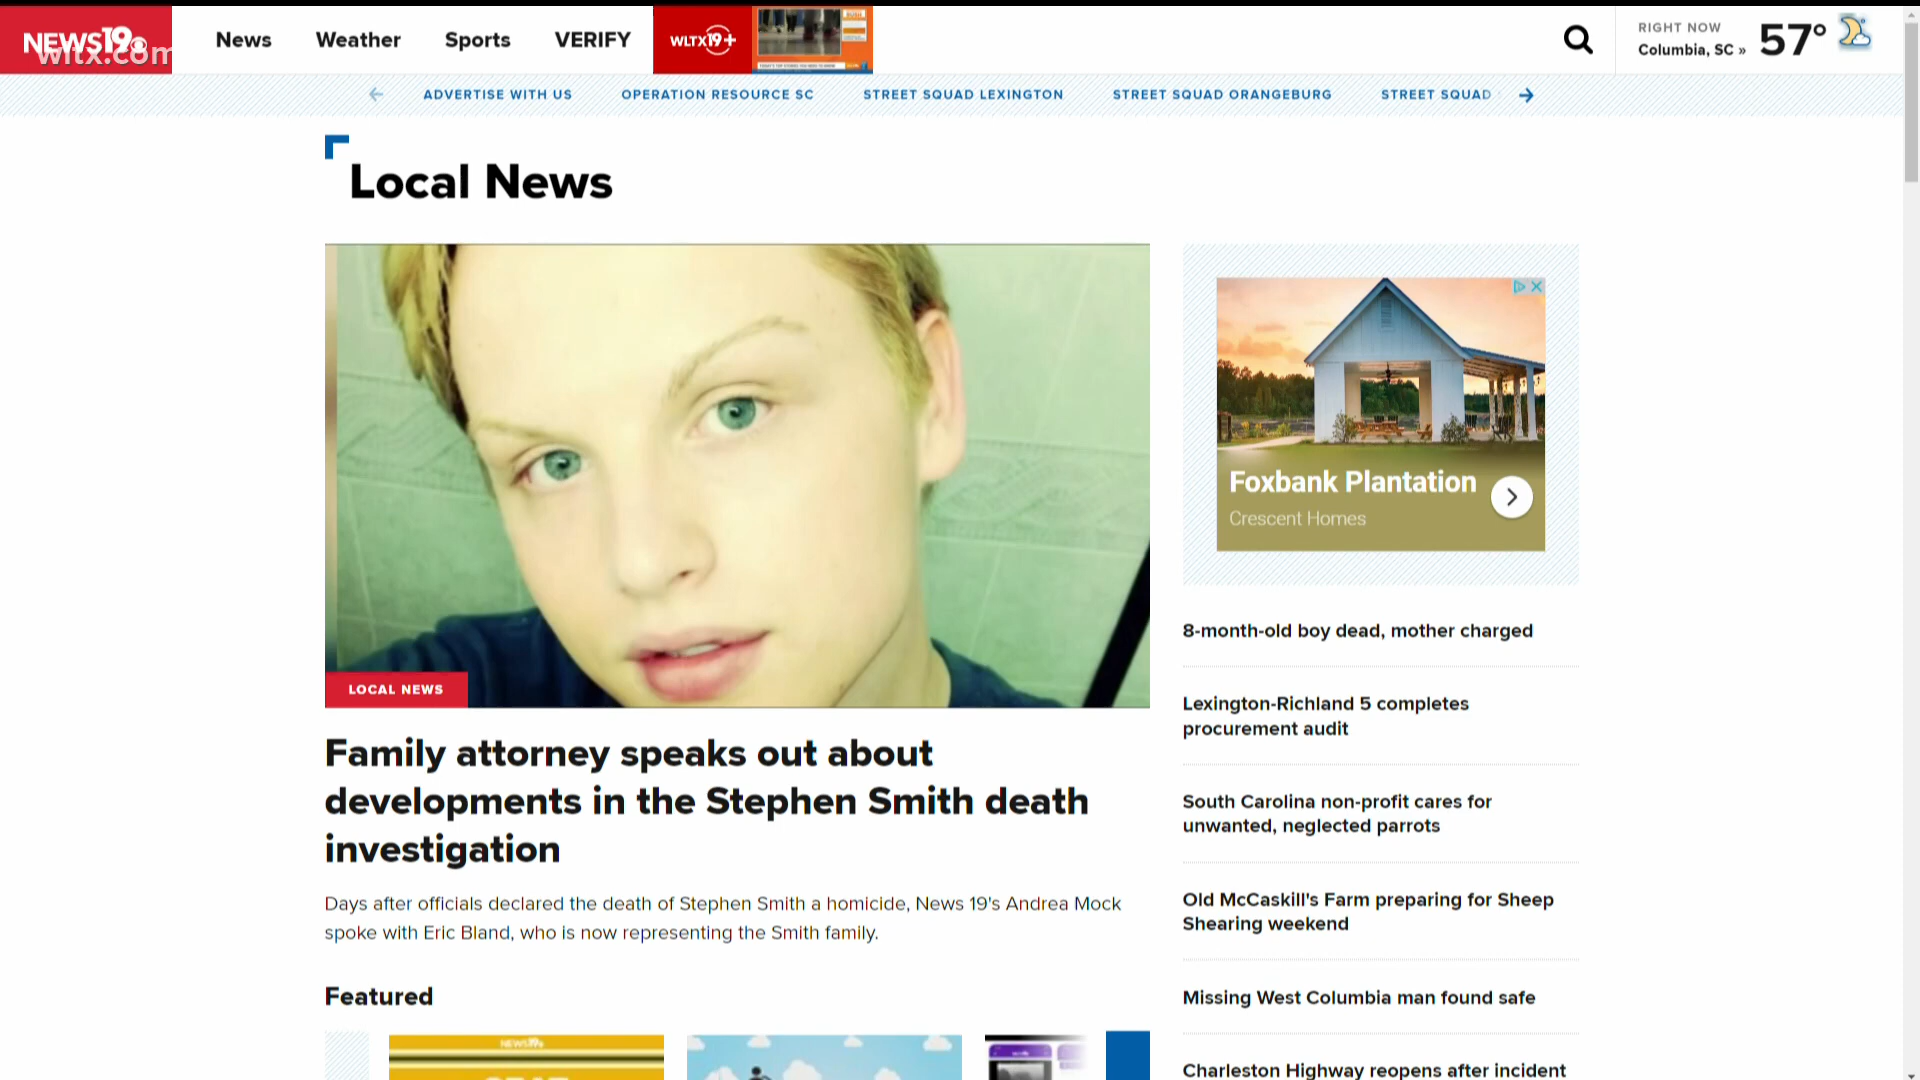 NEWS19
wltx.com
News
Weather
Sports
VERIFY
WLTX19+
RIGHT NOW
Columbia, SC »
57°
ADVERTISE WITH US
OPERATION RESOURCE SC
STREET SQUAD LEXINGTON
STREET SQUAD ORANGEBURG
STREET SQUAD
Local News
LOCAL NEWS
Family attorney speaks out about
developments in the Stephen Smith death
investigation
Days after officials declared the death of Stephen Smith a homicide, News 19's Andrea Mock
spoke with Eric Bland, who is now representing the Smith family.
Featured
NEWS19
Foxbank Plantation
Crescent Homes
8-month-old boy dead, mother charged
Lexington-Richland 5 completes
procurement audit
South Carolina non-profit cares for
unwanted, neglected parrots
Old McCaskill's Farm preparing for Sheep
Shearing weekend
Missing West Columbia man found safe
Charleston Highway reopens after incident